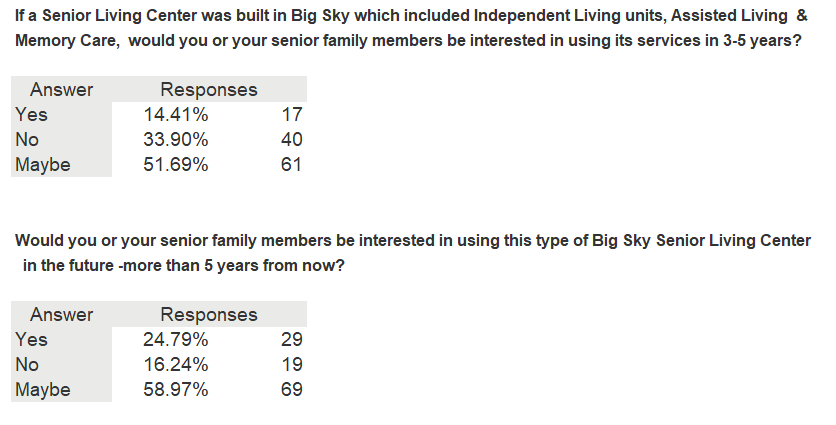 If a Senior Living Center was built in Big Sky which included Independent Living units, Assisted Living &
Memory Care, would you or your senior family members be interested in using its services in 3-5 years?
Answer Responses
Yes 14.41% 17
No 33.90% 40
Maybe 51.69% 61
Would you or your senior family members be interested in using this type of Big Sky Senior Living Center
in the future -more than 5 years from now?
Answer Responses
Yes 24.79% 29
No 16.24% 19
Maybe 58.97% 69